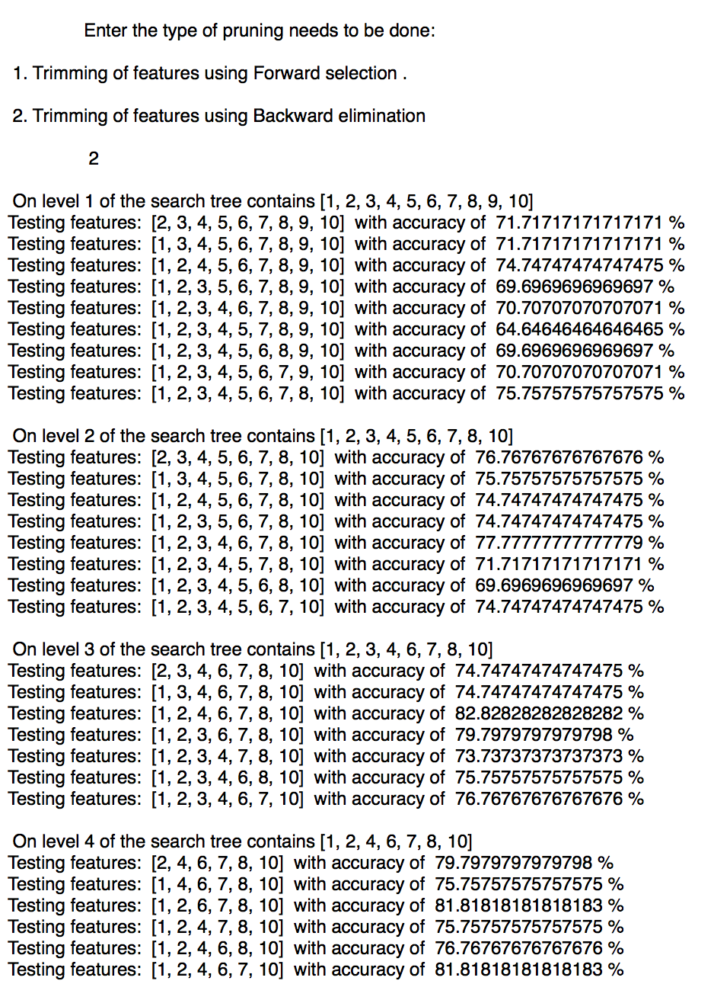 Enter the type of pruning needs to be done:
1. Trimming of features using Forward selection .
2. Trimming of features using Backward elimination
2
On level 1 of the search tree contains [1, 2, 3, 4, 5, 6, 7, 8, 9, 10]
Testing features: [2, 3, 4, 5, 6, 7, 8, 9, 10] with accuracy of 71.71717171717171 %
Testing features: [1, 3, 4, 5, 6, 7, 8, 9, 10] with accuracy of 71.71717171717171 %
Testing features: [1, 2, 4, 5, 6, 7, 8, 9, 10] with accuracy of 74.74747474747475 %
Testing features: [1, 2, 3, 5, 6, 7, 8, 9, 10] with accuracy of 69.6969696969697 %
Testing features: [1, 2, 3, 4, 6, 7, 8, 9, 10] with accuracy of 70.70707070707071 %
Testing features: [1, 2, 3, 4, 5, 7, 8, 9, 10] with accuracy of 64.64646464646465 %
Testing features: [1, 2, 3, 4, 5, 6, 8, 9, 10] with accuracy of 69.6969696969697 %
Testing features: [1, 2, 3, 4, 5, 6, 7, 9, 10] with accuracy of 70.70707070707071 %
Testing features: [1, 2, 3, 4, 5, 6, 7, 8, 10] with accuracy of 75.75757575757575 %
On level 2 of the search tree contains [1, 2, 3, 4, 5, 6, 7, 8, 10]
Testing features: [2, 3, 4, 5, 6, 7, 8, 10] with accuracy of 76.76767676767676 %
Testing features: [1, 3, 4, 5, 6, 7, 8, 10] with accuracy of 75.75757575757575 %
Testing features: [1, 2, 4, 5, 6, 7, 8, 10] with accuracy of 74.74747474747475 %
Testing features: [1, 2, 3, 5, 6, 7, 8, 10] with accuracy of 74.74747474747475 %
Testing features: [1, 2, 3, 4, 6, 7, 8, 10] with accuracy of 77.77777777777779 %
Testing features: [1, 2, 3, 4, 5, 7, 8, 10] with accuracy of 71.71717171717171 %
Testing features: [1, 2, 3, 4, 5, 6, 8, 10] with accuracy of 69.6969696969697 %
Testing features: [1, 2, 3, 4, 5, 6, 7, 10] with accuracy of 74.74747474747475 %
On level 3 of the search tree contains [1, 2, 3, 4, 6, 7, 8, 10]
Testing features: [2, 3, 4, 6, 7, 8, 10] with accuracy of 74.74747474747475 %
Testing features: [1, 3, 4, 6, 7, 8, 10] with accuracy of 74.74747474747475 %
Testing features: [1, 2, 4, 6, 7, 8, 10] with accuracy of 82.82828282828282 %
Testing features: [1, 2, 3, 6, 7, 8, 10] with accuracy of 79.7979797979798 %
Testing features: [1, 2, 3, 4, 7, 8, 10] with accuracy of 73.73737373737373 %
Testing features: [1, 2, 3, 4, 6, 8, 10] with accuracy of 75.75757575757575 %
Testing features: [1, 2, 3, 4, 6, 7, 10] with accuracy of 76.76767676767676 %
On level 4 of the search tree contains [1, 2, 4, 6, 7, 8, 10]
Testing features: [2, 4, 6, 7, 8, 10] with accuracy of 79.7979797979798 %
Testing features: [1, 4, 6, 7, 8, 10] with accuracy of 75.75757575757575 %
Testing features: [1, 2, 6, 7, 8, 10] with accuracy of 81.81818181818183 %
Testing features: [1, 2, 4, 7, 8, 10] with accuracy of 75.75757575757575 %
Testing features: [1, 2, 4, 6, 8, 10] with accuracy of 76.76767676767676 %
Testing features: [1, 2, 4, 6, 7, 10] with accuracy of 81.81818181818183 %